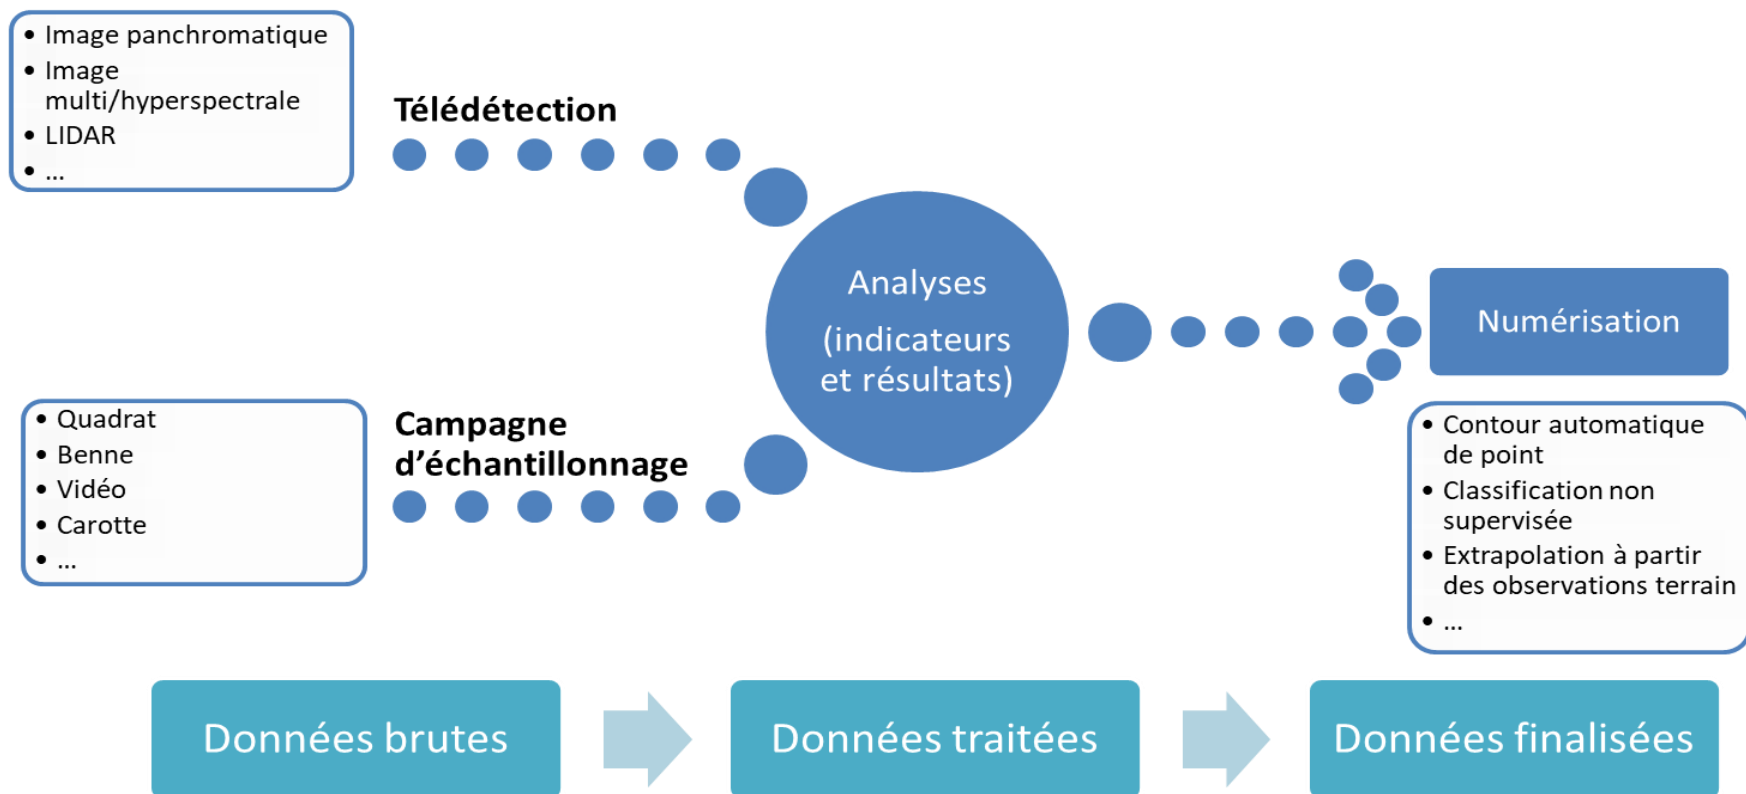 • Image panchromatique
• Image
multi/hyperspectrale
• LIDAR
• ...
Télédétection
• Quadrat
• Benne
• Vidéo
• Carotte
• ...
Campagne
d’échantillonnage
Analyses
(indicateurs
et résultats)
Numérisation
• Contour automatique
de point
• Classification non
supervisée
• Extrapolation à partir
des observations terrain
• ...
Données brutes
Données traitées
Données finalisées